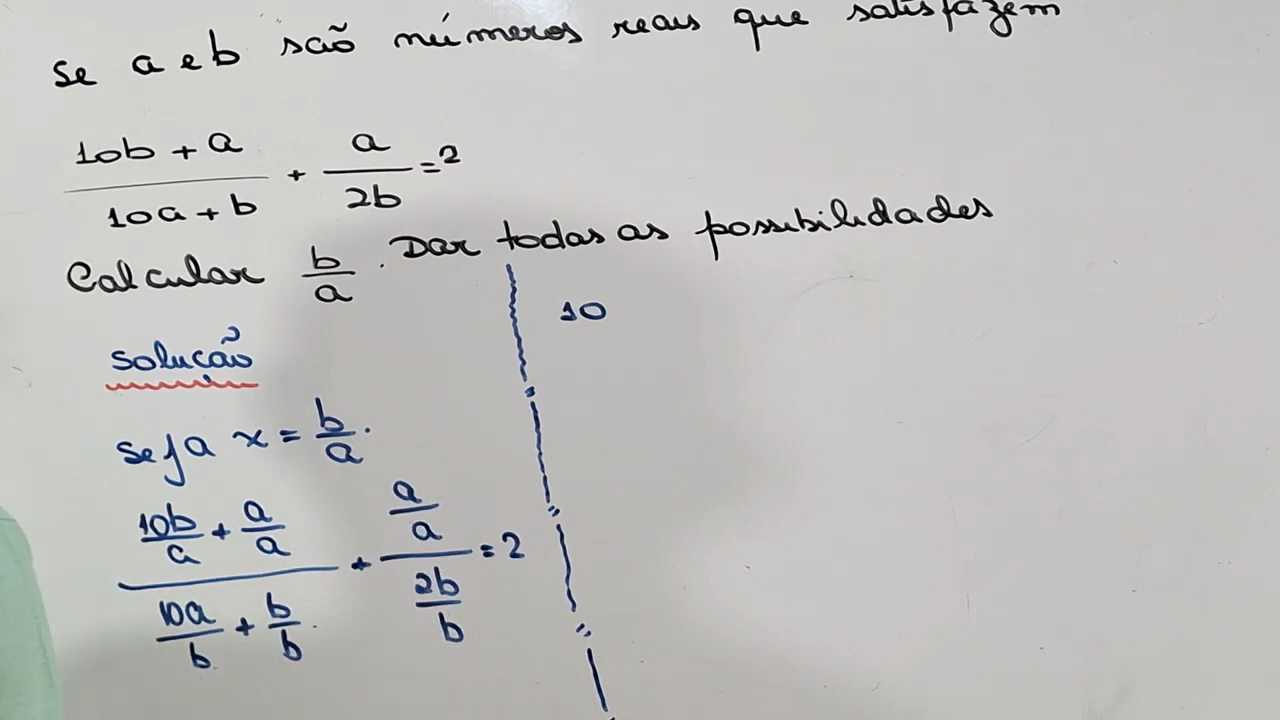 Se a e b são números reais que satisfazem
10b + a / 10a + b + a / 2b = 2
Calcular b/a. Dar todas as possibilidades
Solução
10
Seja x = b/a.
(10b/a + a/a) / (10a/b + b/b) + (a/a) / (2b/b) = 2